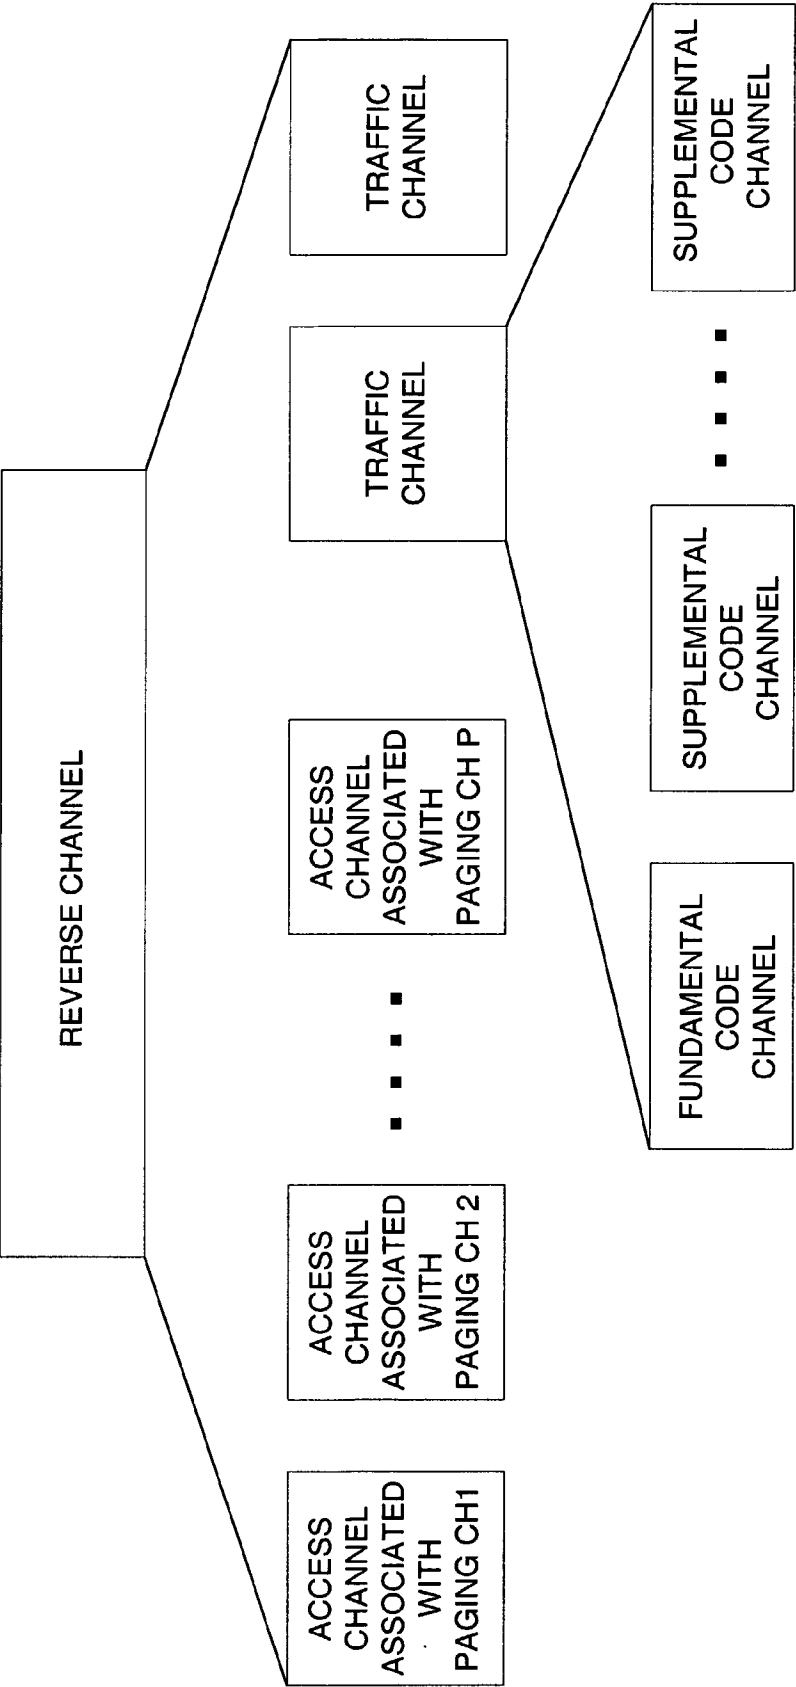 REVERSE CHANNEL
ACCESS
CHANNEL
ASSOCIATED
WITH
PAGING CH1
ACCESS
CHANNEL
ASSOCIATED
WITH
PAGING CH 2
ACCESS
CHANNEL
ASSOCIATED
WITH
PAGING CH P
TRAFFIC
CHANNEL
TRAFFIC
CHANNEL
FUNDAMENTAL
CODE
CHANNEL
SUPPLEMENTAL
CODE
CHANNEL
SUPPLEMENTAL
CODE
CHANNEL